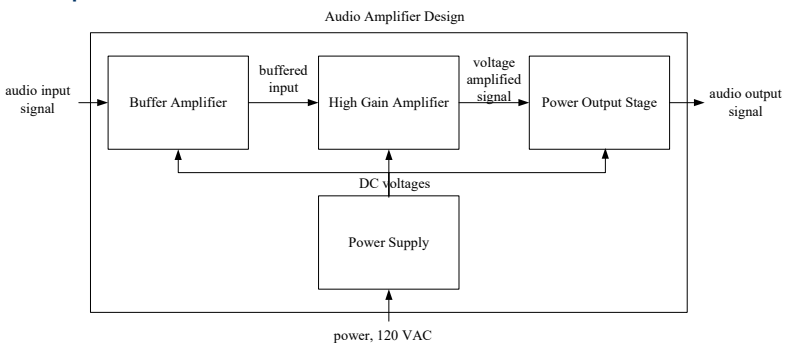 Audio Amplifier Design
audio input
signal
Buffer Amplifier
buffered
input
High Gain Amplifier
voltage
amplified
signal
Power Output Stage
audio output
signal
DC voltages
Power Supply
power, 120 VAC